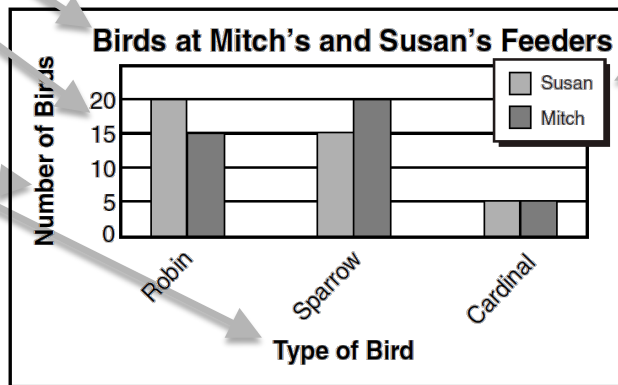 Birds at Mitch's and Susan's Feeders
Susan
Mitch
Number of Birds
20
15
10
5
0
Robin
Sparrow
Cardinal
Type of Bird